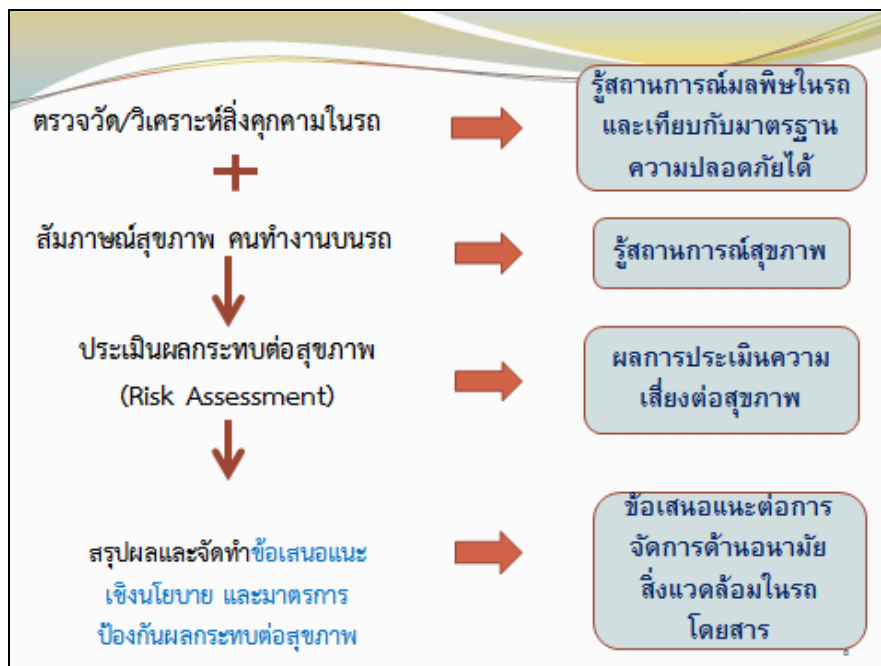 ตรวจวัด/วิเคราะห์สิ่งคุกคามในรถ
รู้สถานการณ์มลพิษในรถ
และเทียบกับมาตรฐาน
ความปลอดภัยได้
สัมภาษณ์สุขภาพ คนทำงานบนรถ
รู้สถานการณ์สุขภาพ
ประเมินผลกระทบต่อสุขภาพ
(Risk Assessment)
ผลการประเมินความ
เสี่ยงต่อสุขภาพ
สรุปผลและจัดทำข้อเสนอแนะ
เชิงนโยบาย และมาตรการ
ป้องกันผลกระทบต่อสุขภาพ
ข้อเสนอแนะต่อการ
จัดการด้านอนามัย
สิ่งแวดล้อมในรถ
โดยสาร